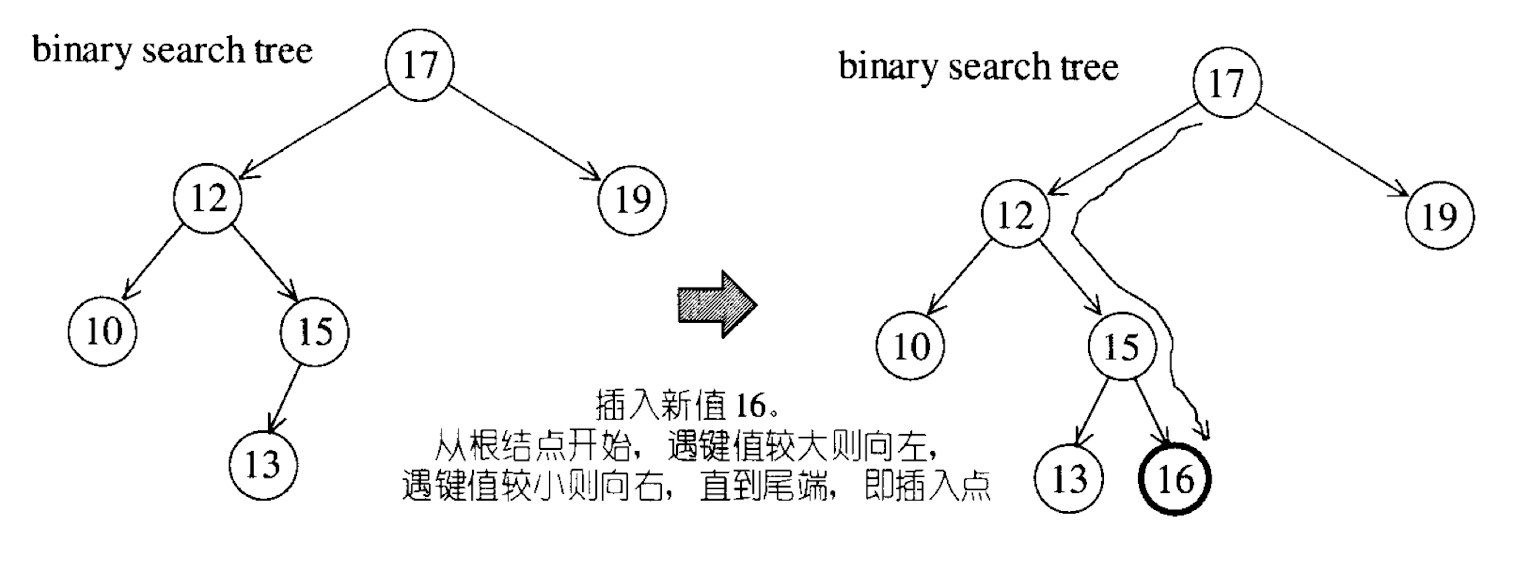 binary search tree
17
12
19
10
15
13
binary search tree
17
12
19
10
15
13
16
插入新值 16。
从根结点开始，遇键值较大则向左，
遇键值较小则向右，直到尾端，即插入点